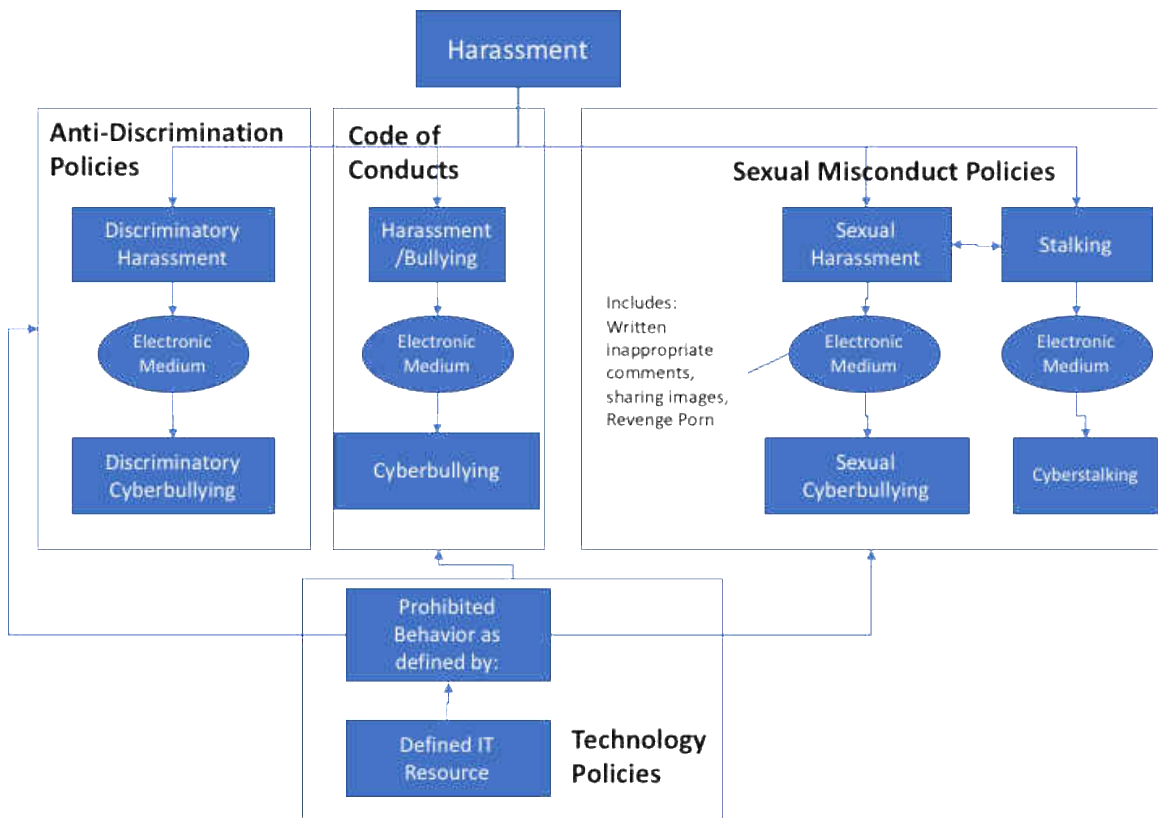 Harassment
Anti-Discrimination
Policies
Code of
Conducts
Sexual Misconduct Policies
Discriminatory
Harassment
Harassment
/Bullying
Sexual
Harassment
Stalking
Includes:
Written
inappropriate
comments,
sharing images,
Revenge Porn
Electronic
Medium
Electronic
Medium
Electronic
Medium
Electronic
Medium
Discriminatory
Cyberbullying
Cyberbullying
Sexual
Cyberbullying
Cyberstalking
Prohibited
Behavior as
defined by:
Defined IT
Resource
Technology
Policies